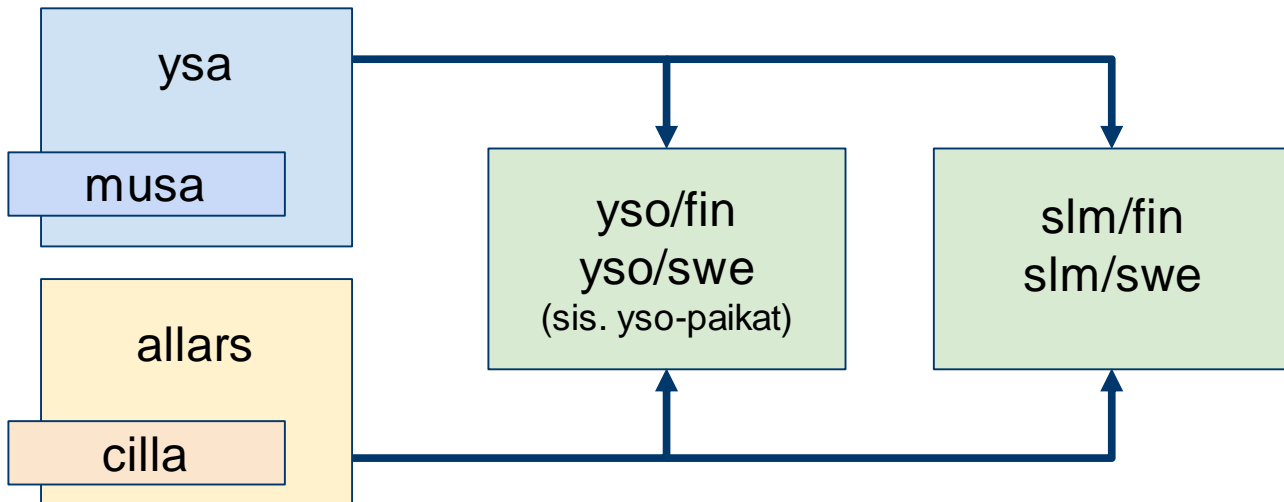 ysa
musa
allars
cilla
yso/fin
yso/swe
(sis. yso-paikat)
slm/fin
slm/swe